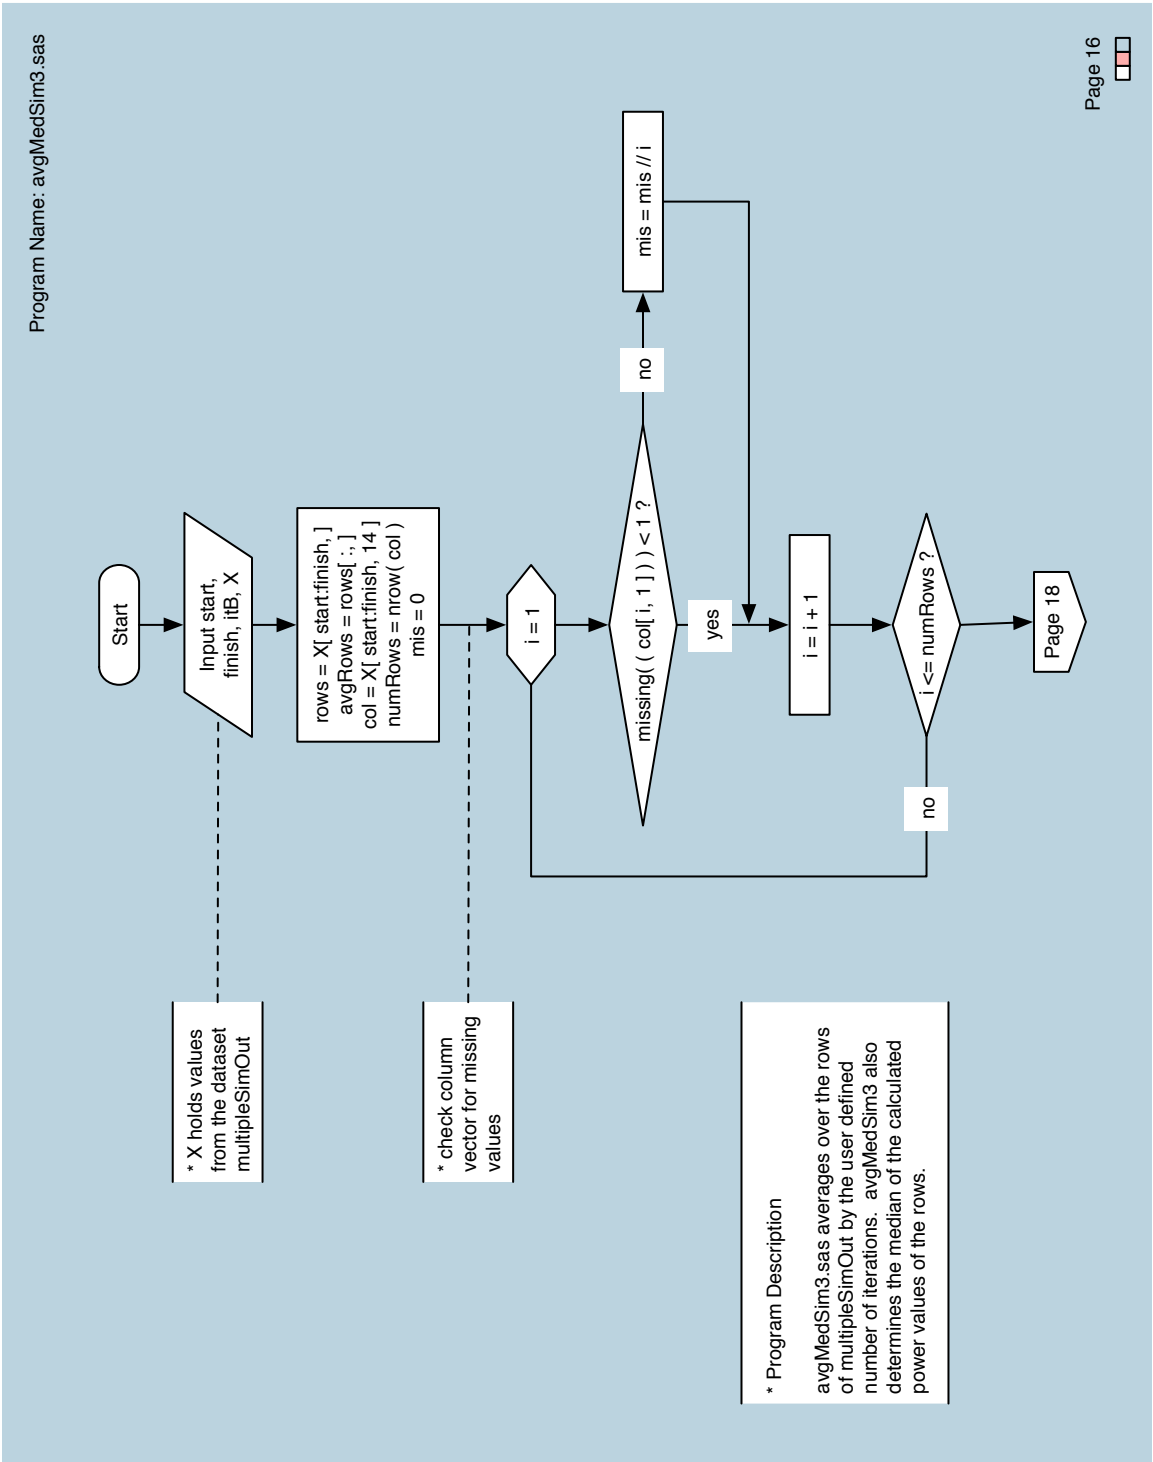 Program Name: avgMedSim3.sas
Start
* X holds values
from the dataset
multipleSimOut
Input start,
finish, itB, X
rows = X[ start:finish, ]
avgRows = rows[ :, ]
col = X[ start:finish, 14 ]
numRows = nrow( col )
mis = 0
* check column
vector for missing
values
i = 1
missing( ( col[ i, 1 ] ) ) < 1 ?
no
mis = mis // i
yes
i = i + 1
i <= numRows ?
no
Page 18
* Program Description
avgMedSim3.sas averages over the rows
of multipleSimOut by the user defined
number of iterations.  avgMedSim3 also
determines the median of the calculated
power values of the rows.
Page 16